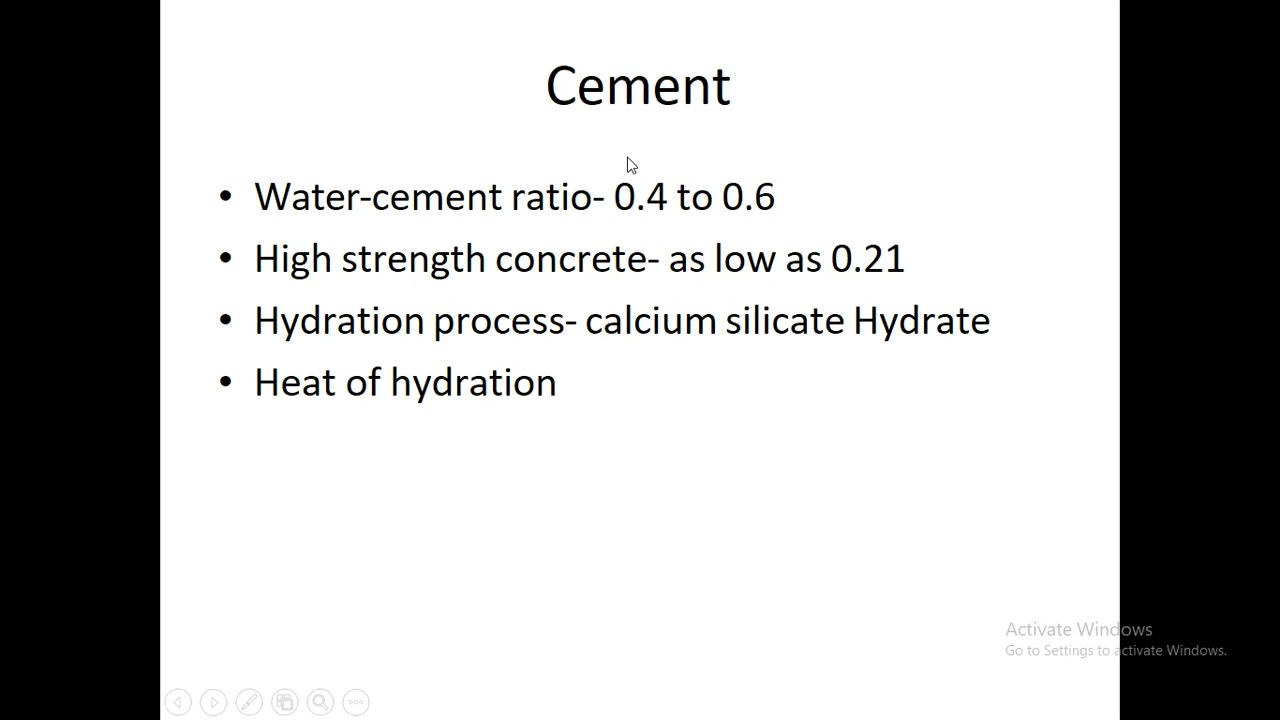 Cement
• Water-cement ratio- 0.4 to 0.6
• High strength concrete- as low as 0.21
• Hydration process- calcium silicate Hydrate
• Heat of hydration
Activate Windows
Go to Settings to activate Windows.